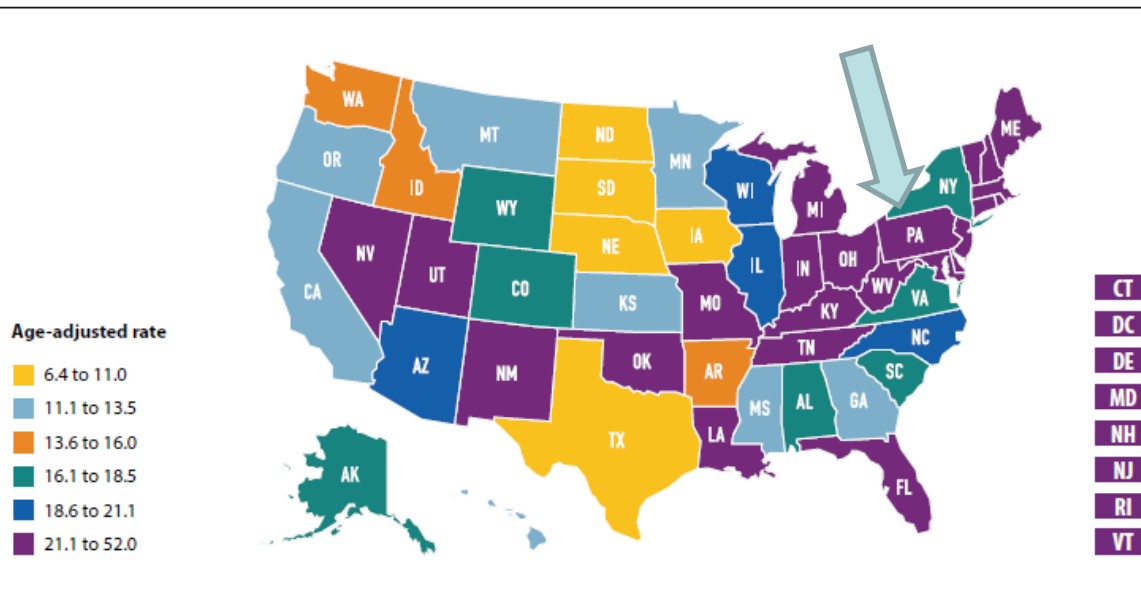 WA
MT
ND
MN
ME
OR
ID
SD
WI
NY
WY
MI
PA
NE
IA
NV
UT
CO
IL
IN
OH
WV
VA
CA
KS
MO
KY
CT
NC
DC
TN
Age-adjusted rate
AZ
NM
OK
AR
SC
DE
6.4 to 11.0
MS
AL
GA
MD
11.1 to 13.5
TX
LA
NH
13.6 to 16.0
AK
NJ
16.1 to 18.5
FL
RI
18.6 to 21.1
VT
21.1 to 52.0